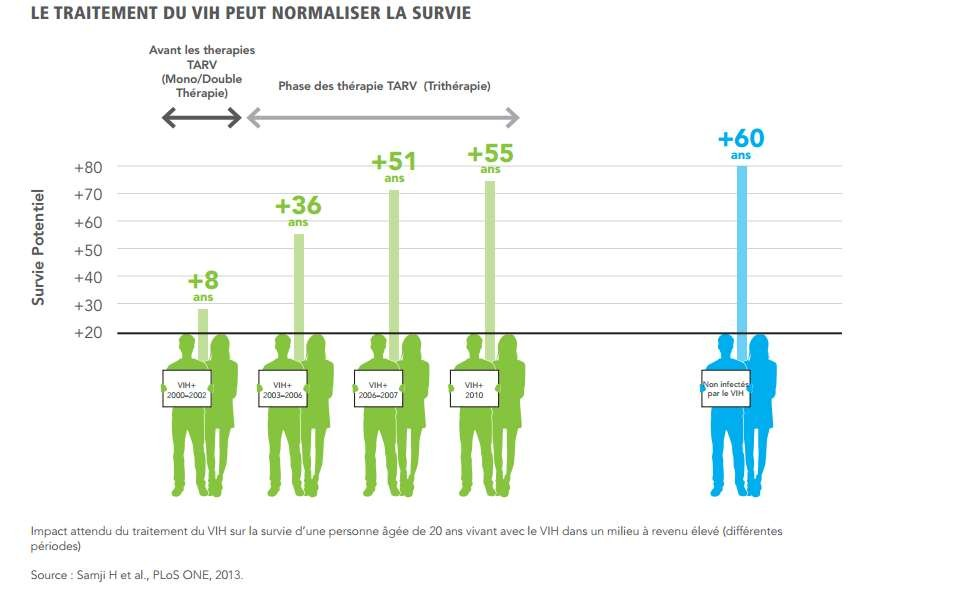 LE TRAITEMENT DU VIH PEUT NORMALISER LA SURVIE
Avant les therapies
TARV
(Mono/Double
Thérapie)
Phase des thérapie TARV (Trithérapie)
Survie Potentiel
+80
+70
+60
+50
+40
+30
+20
+8
ans
+36
ans
+51
ans
+55
ans
+60
ans
VIH+
2000–2002
VIH+
2003–2006
VIH+
2006–2007
VIH+
2010
Non infectés
par le VIH
Impact attendu du traitement du VIH sur la survie d'une personne âgée de 20 ans vivant avec le VIH dans un milieu à revenu élevé (différentes
périodes)
Source : Samji H et al., PLoS ONE, 2013.